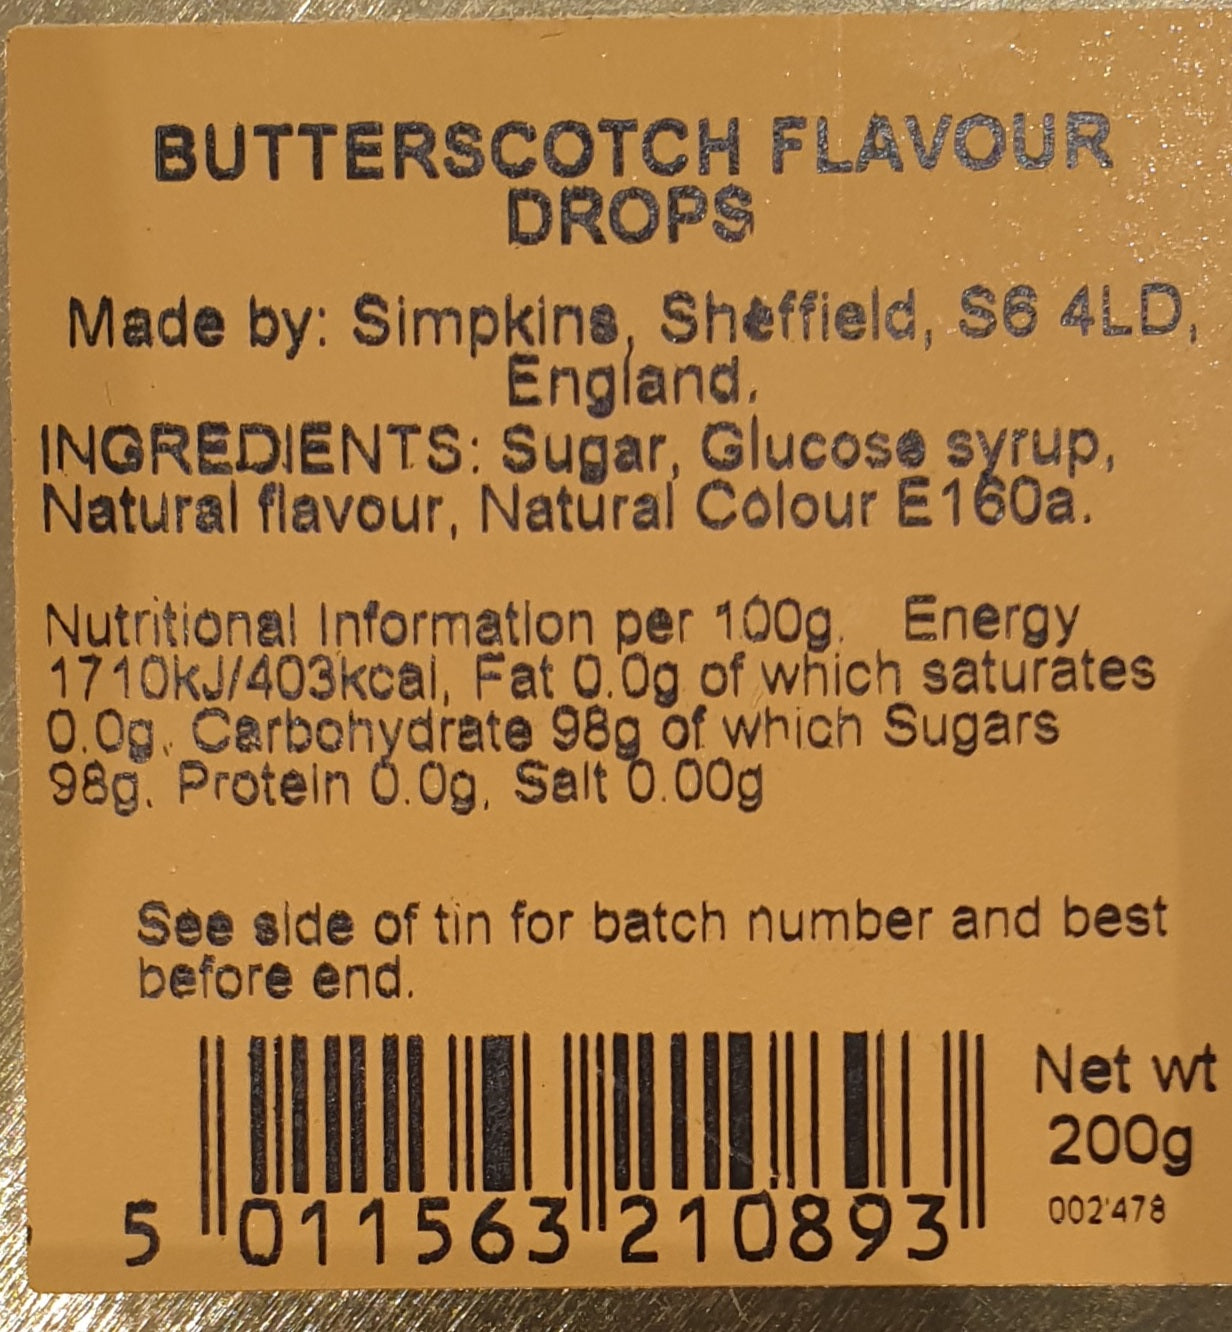 BUTTERSCOTCH FLAVOUR
DROPS
Made by: Simpkins, Sheffield, S6 4LD,
England.
INGREDIENTS: Sugar, Glucose syrup,
Natural flavour, Natural Colour E160a.
Nutritional Information per 100g. Energy
1710kJ/403kcal, Fat 0.0g of which saturates
0.0g. Carbohydrate 98g of which Sugars
98g. Protein 0.0g, Salt 0.00g
See side of tin for batch number and best
before end.
Net wt
200g
002'478
5 011563 210893